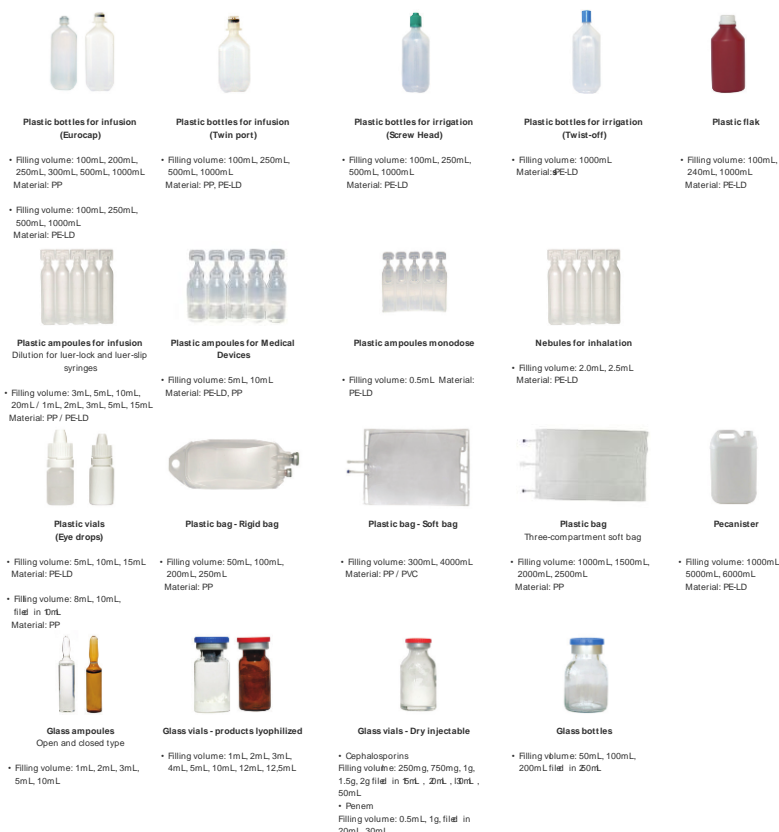 Plastic bottles for infusion
(Eurocap)
• Filling volume: 100mL, 200mL,
250mL, 300mL, 500mL, 1000mL
Material: PP
• Filling volume: 100mL, 250mL,
500mL, 1000mL
Material: PE-LD
Plastic bottles for infusion
(Twin port)
• Filling volume: 100mL, 250mL,
500mL, 1000mL
Material: PP, PE-LD
Plastic bottles for irrigation
(Screw Head)
• Filling volume: 100mL, 250mL,
500mL, 1000mL
Material: PE-LD
Plastic bottles for irrigation
(Twist-off)
• Filling volume: 1000mL
PE-LD
Plastic flak
• Filling volume: 100mL,
240mL, 1000mL
Material: PE-LD
Plastic ampoules for infusion
Dilution for luer-lock and luer-slip
syringes
• Filling volume: 3mL, 5mL, 10mL,
20mL / 1mL, 2mL, 3mL, 5mL, 15mL
Material: PP / PE-LD
Plastic ampoules for Medical
Devices
• Filling volume: 5mL, 10mL
Material: PE-LD, PP
Plastic ampoules monodose
• Filling volume: 0.5mL Material:
PE-LD
Nebules for inhalation
• Filling volume: 2.0mL, 2.5mL
Material: PE-LD
Plastic vials
(Eye drops)
• Filling volume: 5mL, 10mL, 15mL
Material: PE-LD
• Filling volume: 8mL, 10mL,
filed in 10mL
Material: PP
Plastic bag - Rigid bag
• Filling volume: 50mL, 100mL,
200mL, 250mL
Material: PP
Plastic bag - Soft bag
• Filling volume: 300mL, 4000mL
Material: PP / PVC
Plastic bag
Three-compartment soft bag
• Filling volume: 1000mL, 1500mL,
2000mL, 2500mL
Material: PP
Pecanister
• Filling volume: 1000mL
5000mL, 6000mL
Material: PE-LD
Glass ampoules
Open and closed type
• Filling volume: 1mL, 2mL, 3mL,
5mL, 10mL
Glass vials - products lyophilized
• Filling volume: 1mL, 2mL, 3mL,
4mL, 5mL, 10mL, 12mL, 12,5mL
Glass vials - Dry injectable
• Cephalosporins
Filling volume: 250mg, 750mg, 1g,
1.5g, 2g filed in 15mL , 20mL , 30mL ,
50mL
• Penem
Filling volume: 0.5mL, 1g, filed in
20mL, 30mL
Glass bottles
• Filling volume: 50mL, 100mL,
200mL filed in 250mL